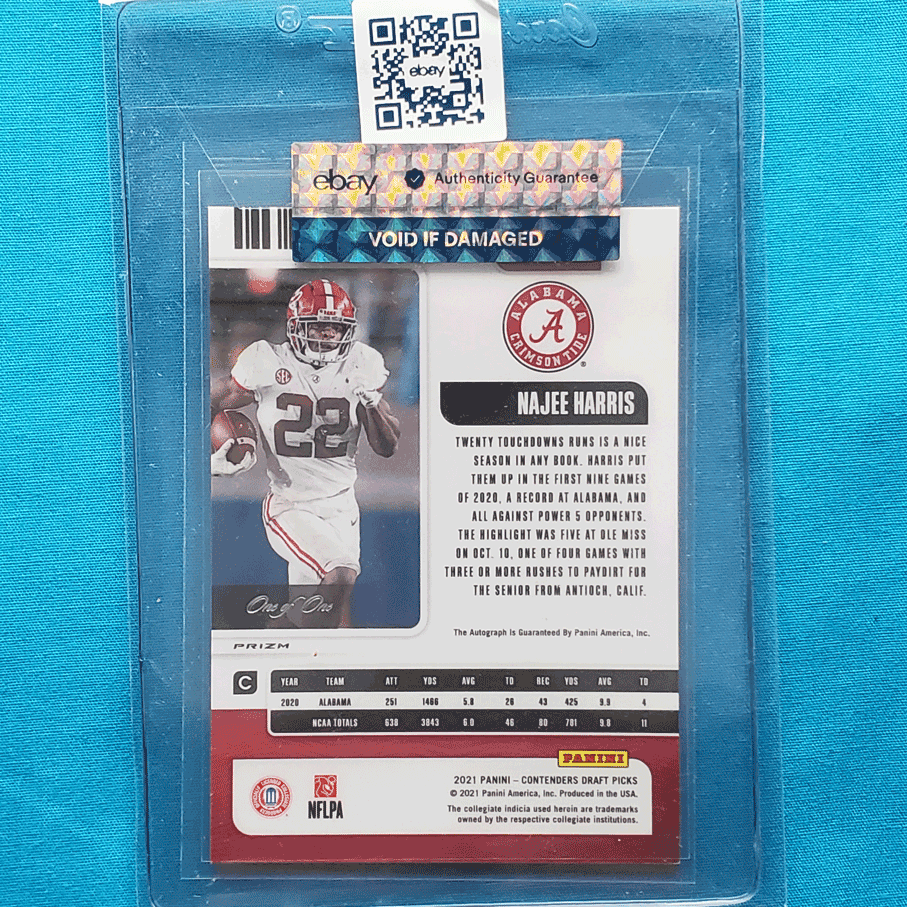 ebay
ebay Authenticity Guarantee
VOID IF DAMAGED
ALABAMA
A
CRIMSON TIDE
22
SEC
NAJEE HARRIS
TWENTY TOUCHDOWNS RUNS IS A NICE
SEASON IN ANY BOOK. HARRIS PUT
THEM UP IN THE FIRST NINE GAMES
OF 2020, A RECORD AT ALABAMA, AND
ALL AGAINST POWER 5 OPPONENTS.
THE HIGHLIGHT WAS FIVE AT OLE MISS
ON OCT. 10, ONE OF FOUR GAMES WITH
THREE OR MORE RUSHES TO PAYDIRT FOR
THE SENIOR FROM ANTIOCH, CALIF.
One of One
The Autograph Is Guaranteed By Panini America, Inc.
PRIZM
C
YEAR TEAM ATT YDS AVG TD REC YDS AVG TD
2020 ALABAMA 251 1466 5.8 26 43 425 9.9 4
NCAA TOTALS 638 3843 6.0 46 80 781 9.8 11
PANINI
2021 PANINI – CONTENDERS DRAFT PICKS
© 2021 Panini America, Inc. Produced in the USA.
The collegiate indicia used herein are trademarks
owned by the respective collegiate institutions.
NFLPA